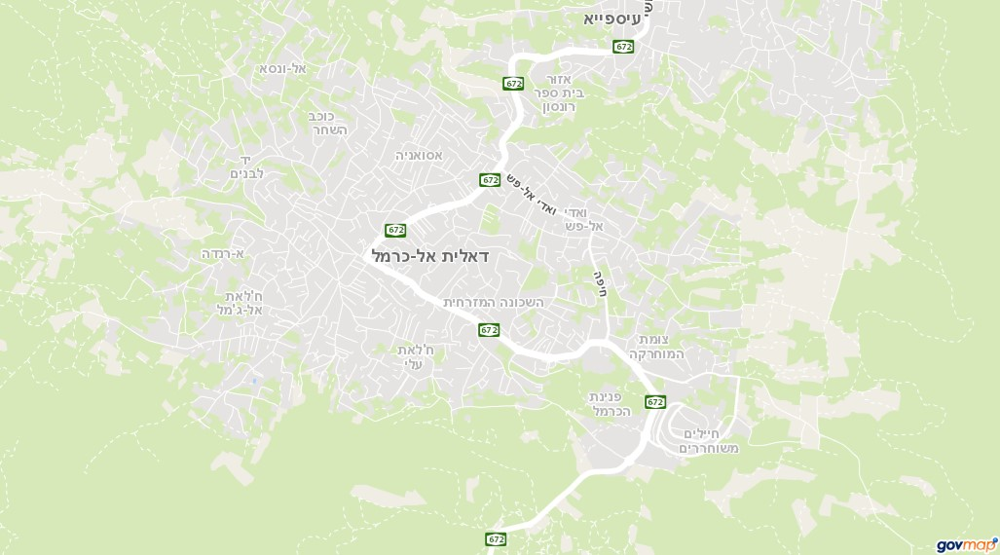 עיספייא
672
אל-ונסא
672
אזור
בית ספר
רונסון
כוכב
השחר
אסואניה
יד
לבנים
672
ואדי אל-פש
ואדי
אל-פש
672
דאלית אל-כרמל
א-רנדה
חיפה
ח'לאת
אל-ג'מל
השכונה המזרחית
672
צומת
המוחרקה
ח'לאת
עלי
פנינת
הכרמל
672
חיילים
משוחררים
672
govmap